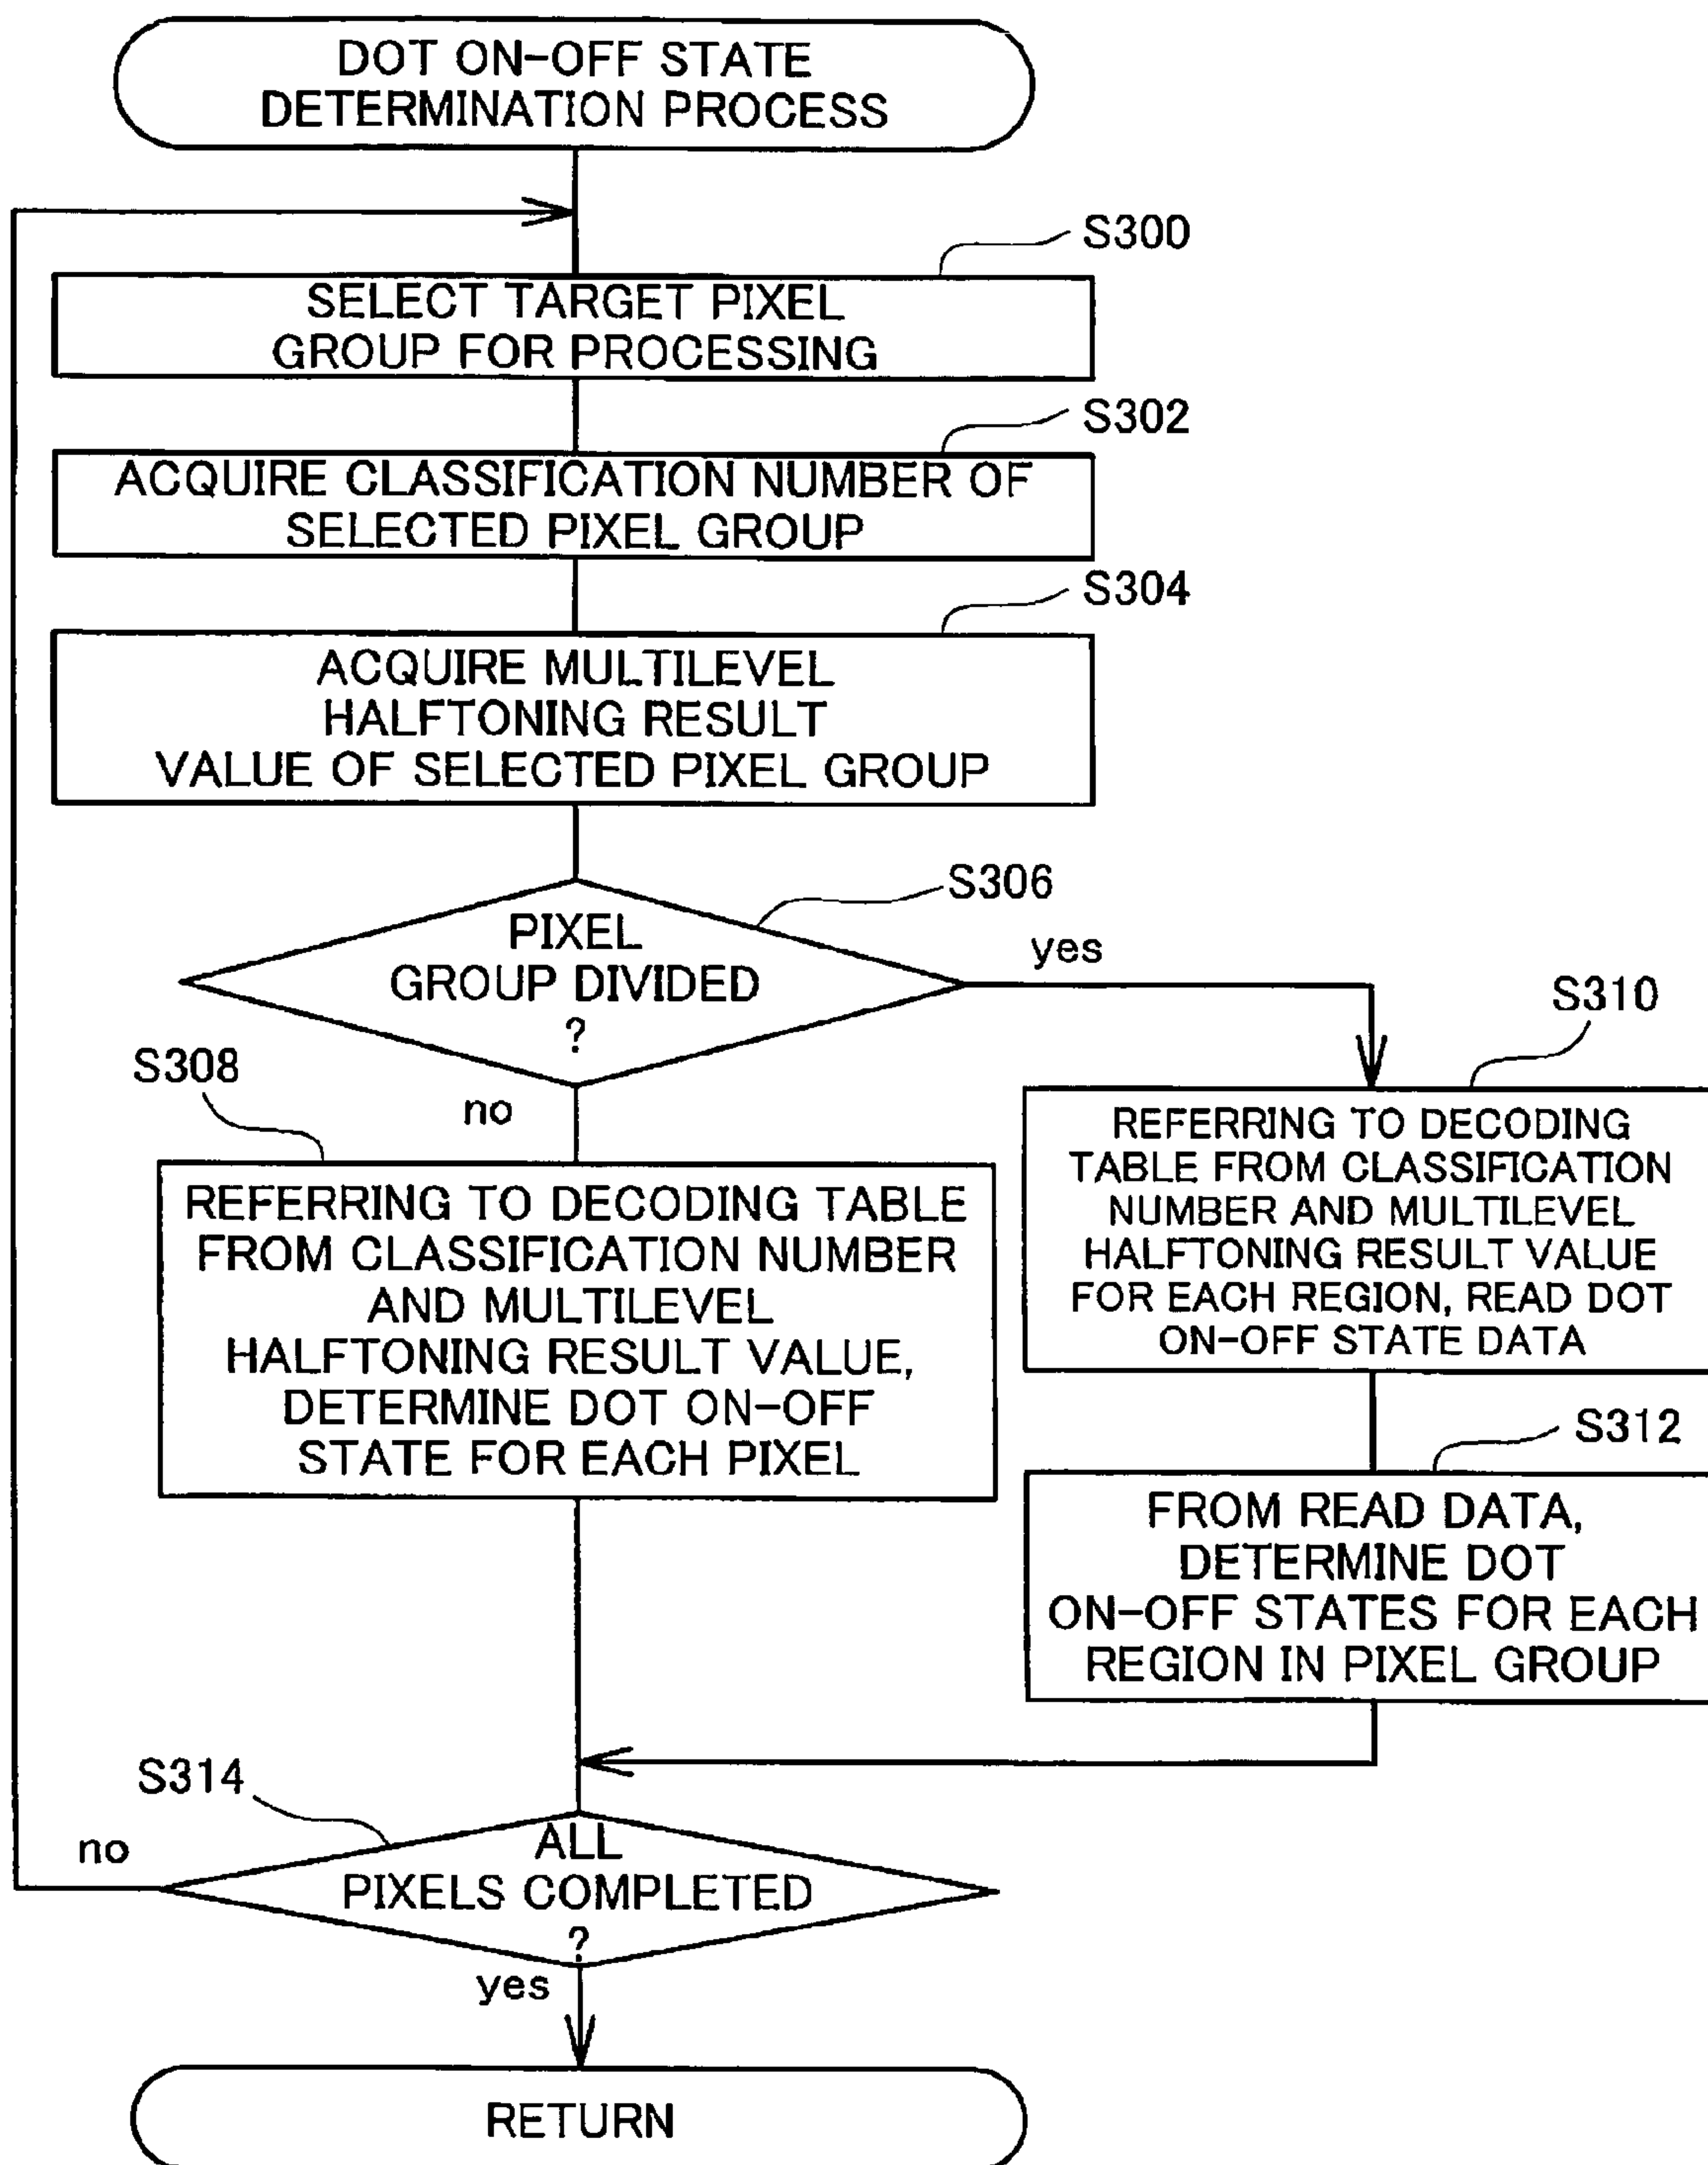 DOT ON-OFF STATE
DETERMINATION PROCESS
S300
SELECT TARGET PIXEL
GROUP FOR PROCESSING
S302
ACQUIRE CLASSIFICATION NUMBER OF
SELECTED PIXEL GROUP
S304
ACQUIRE MULTILEVEL
HALFTONING RESULT
VALUE OF SELECTED PIXEL GROUP
S306
PIXEL
GROUP DIVIDED
?
yes
no
S308
REFERRING TO DECODING TABLE
FROM CLASSIFICATION NUMBER
AND MULTILEVEL
HALFTONING RESULT VALUE,
DETERMINE DOT ON-OFF
STATE FOR EACH PIXEL
S310
REFERRING TO DECODING
TABLE FROM CLASSIFICATION
NUMBER AND MULTILEVEL
HALFTONING RESULT VALUE
FOR EACH REGION, READ DOT
ON-OFF STATE DATA
S312
FROM READ DATA,
DETERMINE DOT
ON-OFF STATES FOR EACH
REGION IN PIXEL GROUP
S314
no
ALL
PIXELS COMPLETED
?
yes
RETURN